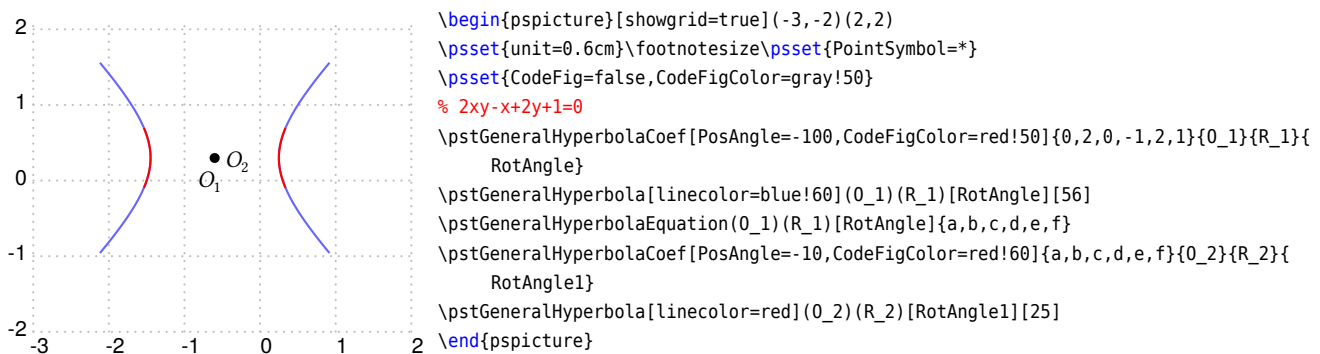 2
1
0
-1
-2
-3
-2
-1
0
1
2
O_1
O_2
\begin{pspicture}[showgrid=true](-3,-2)(2,2)
\psset{unit=0.6cm}\footnotesize\psset{PointSymbol=*}
\psset{CodeFig=false,CodeFigColor=gray!50}
% 2xy-x+2y+1=0
\pstGeneralHyperbolaCoef[PosAngle=-100,CodeFigColor=red!50]{0,2,0,-1,2,1}{O_1}{R_1}{
RotAngle}
\pstGeneralHyperbola[linecolor=blue!60](O_1)(R_1)[RotAngle][56]
\pstGeneralHyperbolaEquation(O_1)(R_1)[RotAngle]{a,b,c,d,e,f}
\pstGeneralHyperbolaCoef[PosAngle=-10,CodeFigColor=red!60]{a,b,c,d,e,f}{O_2}{R_2}{
RotAngle1}
\pstGeneralHyperbola[linecolor=red](O_2)(R_2)[RotAngle1][25]
\end{pspicture}